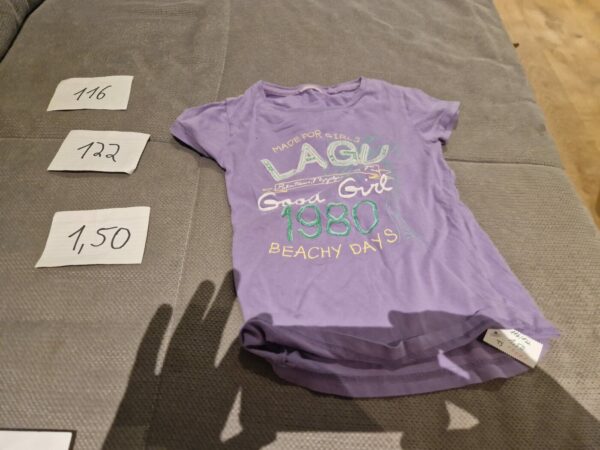 116
122
1,50
MADE FOR GIRLS
LAGU
Good Girl
1980
BEACHY DAYS